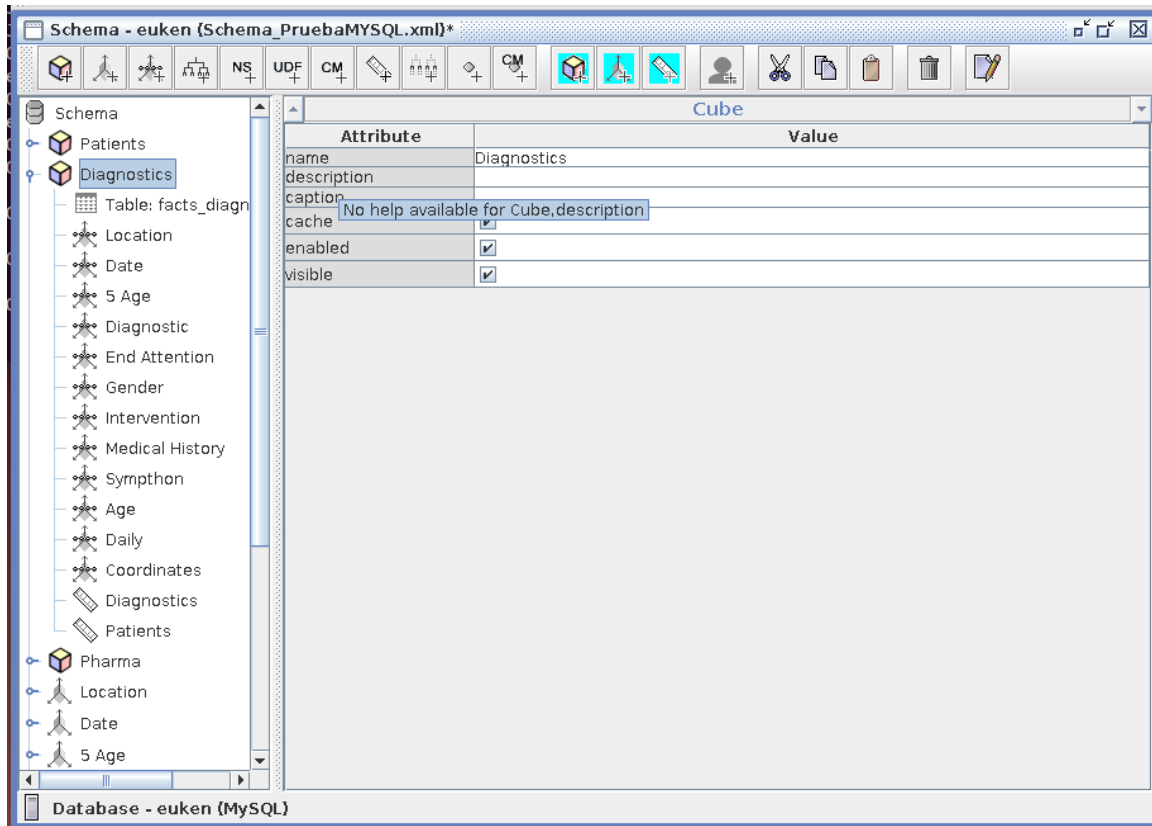 Schema - euken (Schema_PruebaMYSQL.xml)*
NS UDF CM CM
Schema
Patients
Diagnostics
Table: facts_diagn
Location
Date
5 Age
Diagnostic
End Attention
Gender
Intervention
Medical History
Sympthon
Age
Daily
Coordinates
Diagnostics
Patients
Pharma
Location
Date
5 Age
Cube
Attribute Value
name Diagnostics
description
caption
No help available for Cube,description
cache
enabled
visible
Database - euken (MySQL)